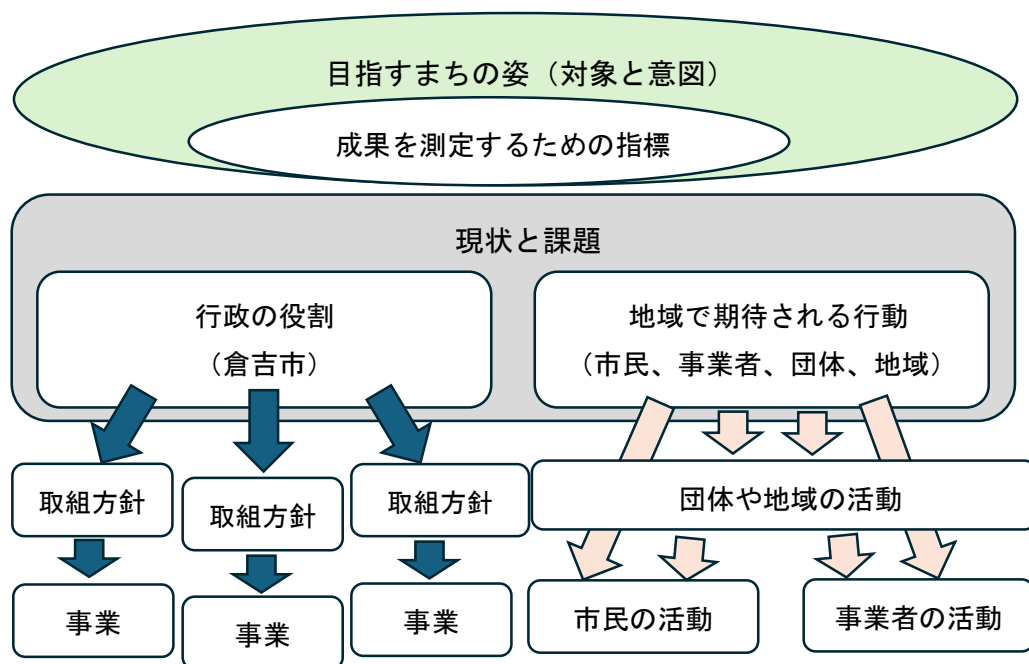 目指すまちの姿（対象と意図）
成果を測定するための指標
現状と課題
行政の役割
（倉吉市）
地域で期待される行動
（市民、事業者、団体、地域）
取組方針
取組方針
取組方針
団体や地域の活動
事業
事業
事業
市民の活動
事業者の活動